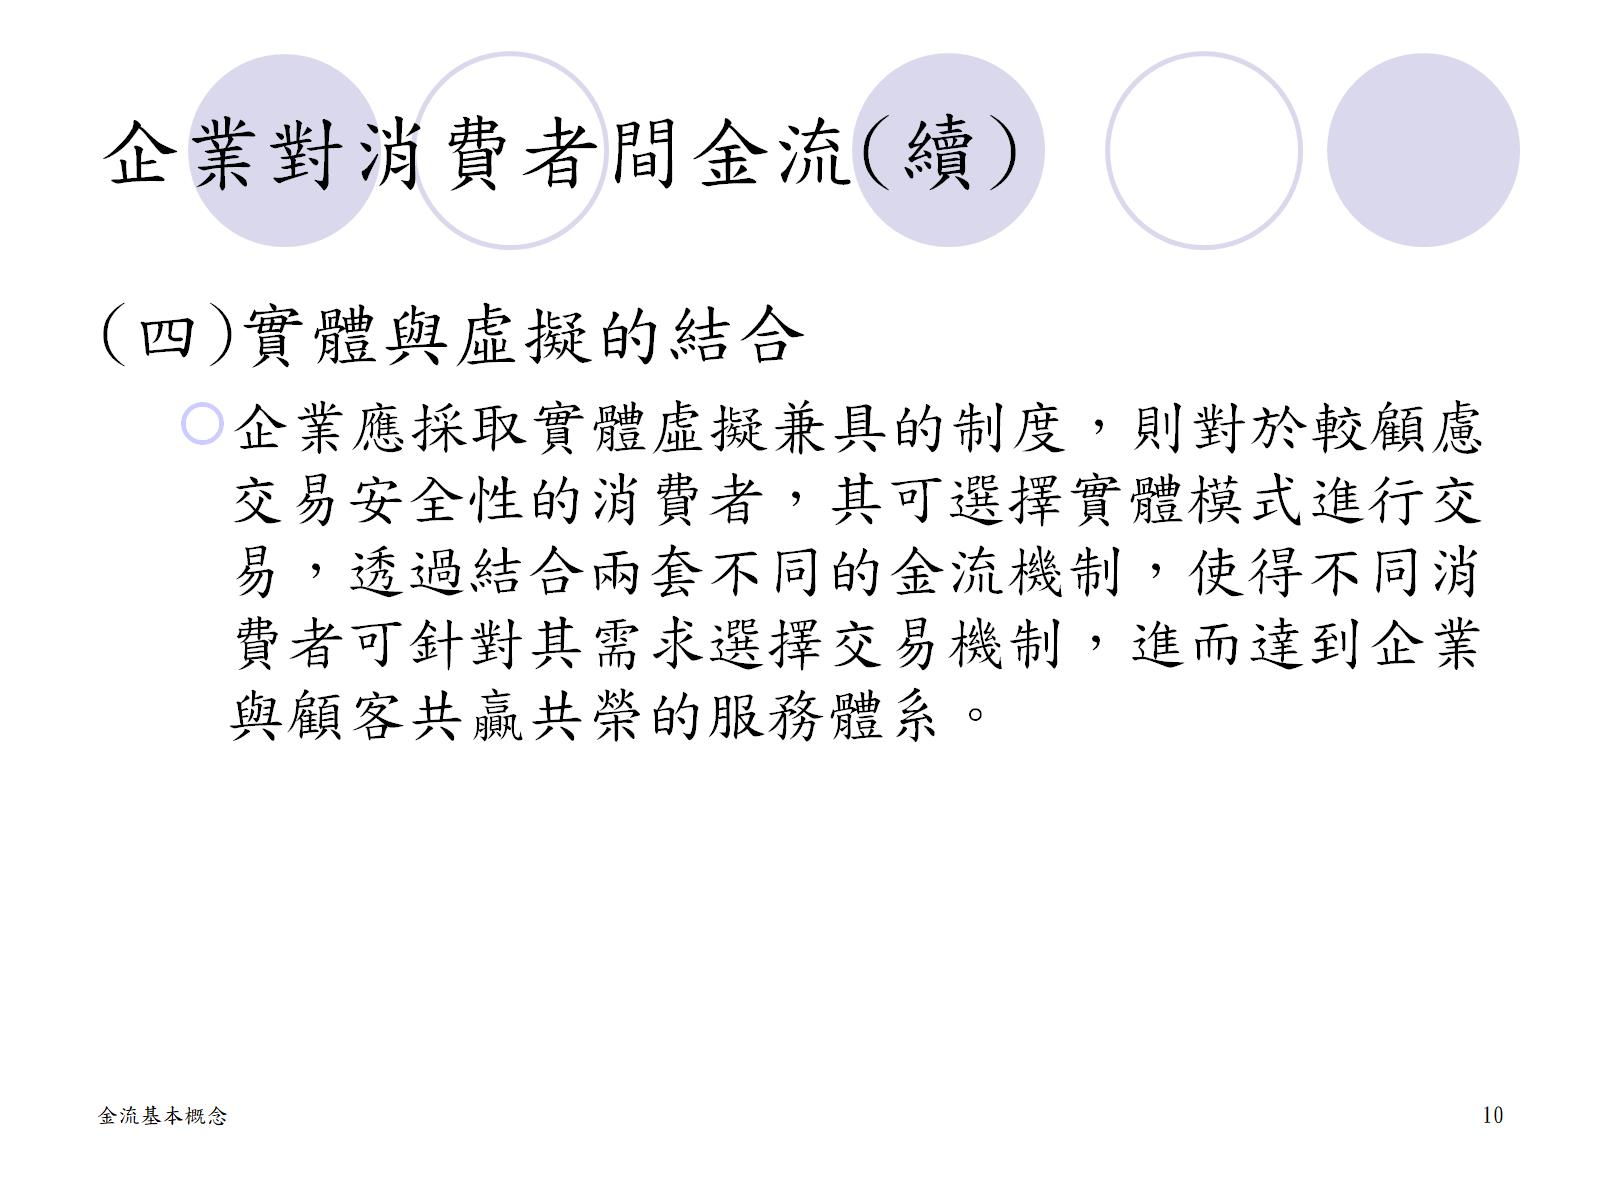 企業對消費者間金流(續)
(四)實體與虛擬的結合
企業應採取實體虛擬兼具的制度，則對於較顧慮
交易安全性的消費者，其可選擇實體模式進行交
易，透過結合兩套不同的金流機制，使得不同消
費者可針對其需求選擇交易機制，進而達到企業
與顧客共贏共榮的服務體系。
金流基本概念
10